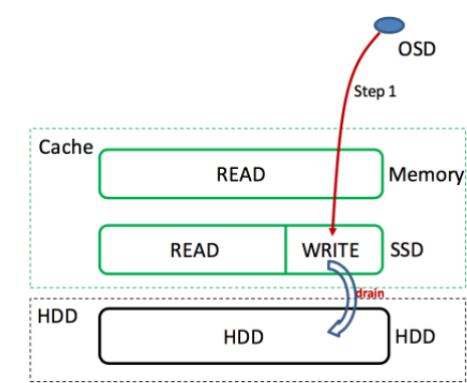 OSD
Step 1
Cache
READ
Memory
READ
WRITE
SSD
drain
HDD
HDD
HDD